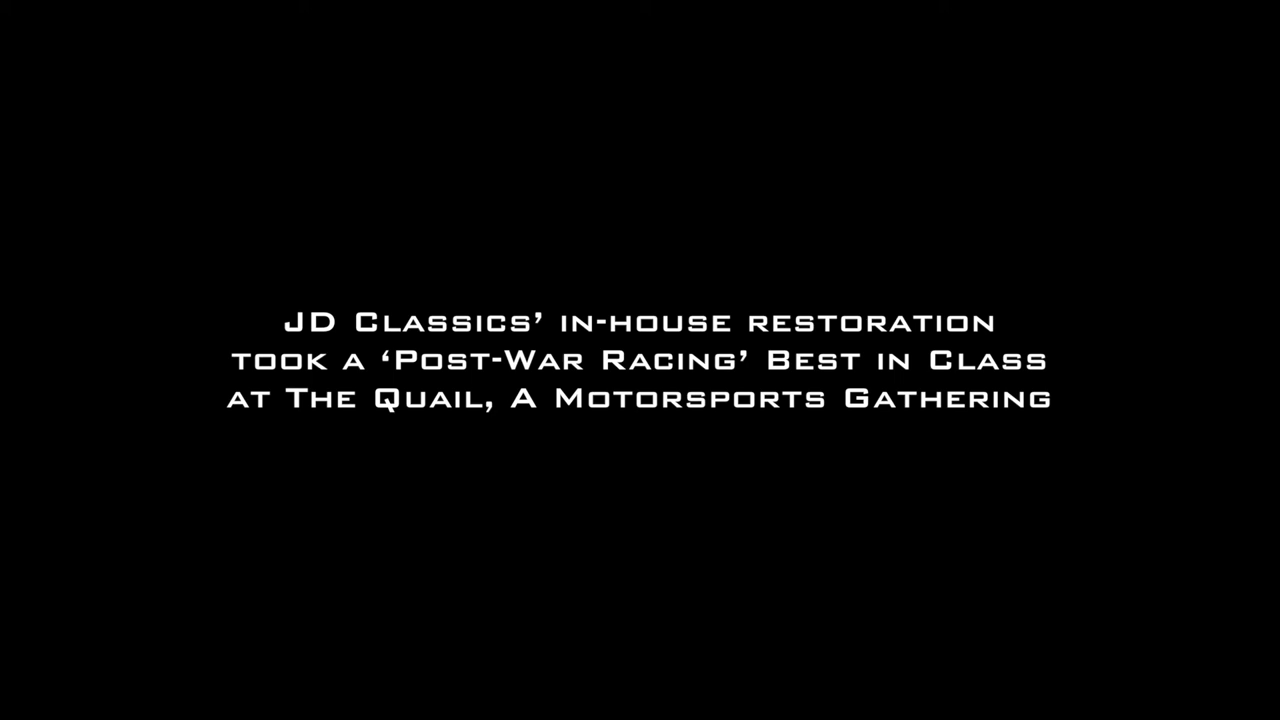 JD Classics’ in-house restoration
took a ‘Post-War Racing’ Best in Class
at The Quail, A Motorsports Gathering